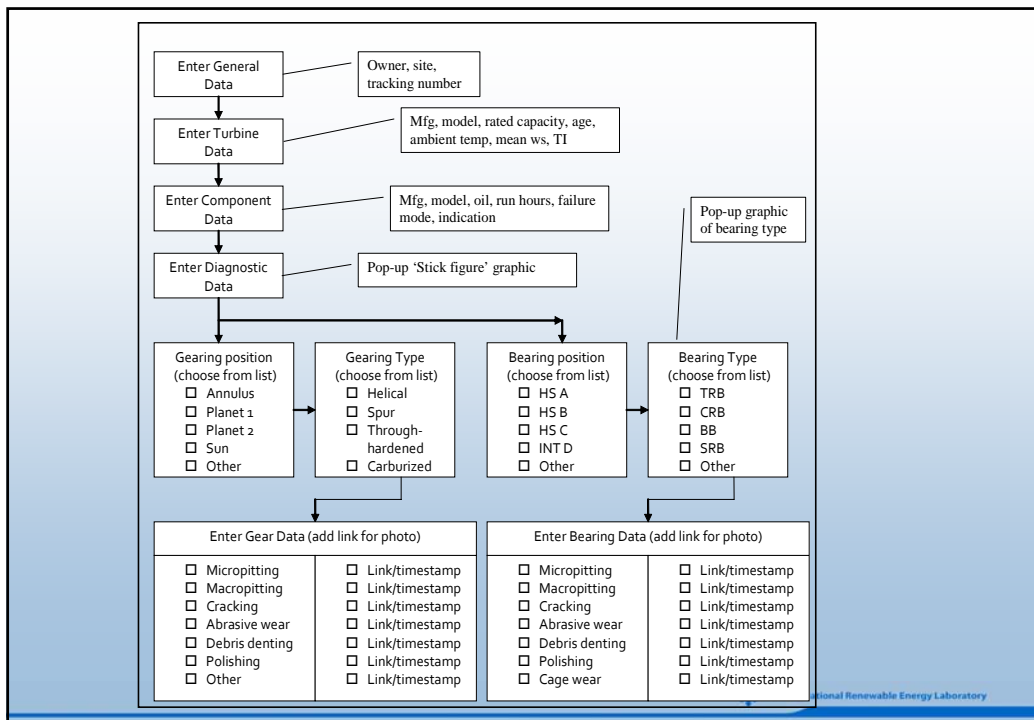 Enter General
Data
Owner, site,
tracking number
Enter Turbine
Data
Mfg, model, rated capacity, age,
ambient temp, mean ws, TI
Enter Component
Data
Mfg, model, oil, run hours, failure
mode, indication
Pop-up graphic
of bearing type
Enter Diagnostic
Data
Pop-up ‘Stick figure’ graphic
Gearing position
(choose from list)
Annulus
Planet 1
Planet 2
Sun
Other
Gearing Type
(choose from list)
Helical
Spur
Through-
hardened
Carburized
Bearing position
(choose from list)
HS A
HS B
HS C
INT D
Other
Bearing Type
(choose from list)
TRB
CRB
BB
SRB
Other
Enter Gear Data (add link for photo)
Micropitting
Macropitting
Cracking
Abrasive wear
Debris denting
Polishing
Other
Link/timestamp
Link/timestamp
Link/timestamp
Link/timestamp
Link/timestamp
Link/timestamp
Link/timestamp
Enter Bearing Data (add link for photo)
Micropitting
Macropitting
Cracking
Abrasive wear
Debris denting
Polishing
Cage wear
Link/timestamp
Link/timestamp
Link/timestamp
Link/timestamp
Link/timestamp
Link/timestamp
Link/timestamp
Renewable Energy Laboratory